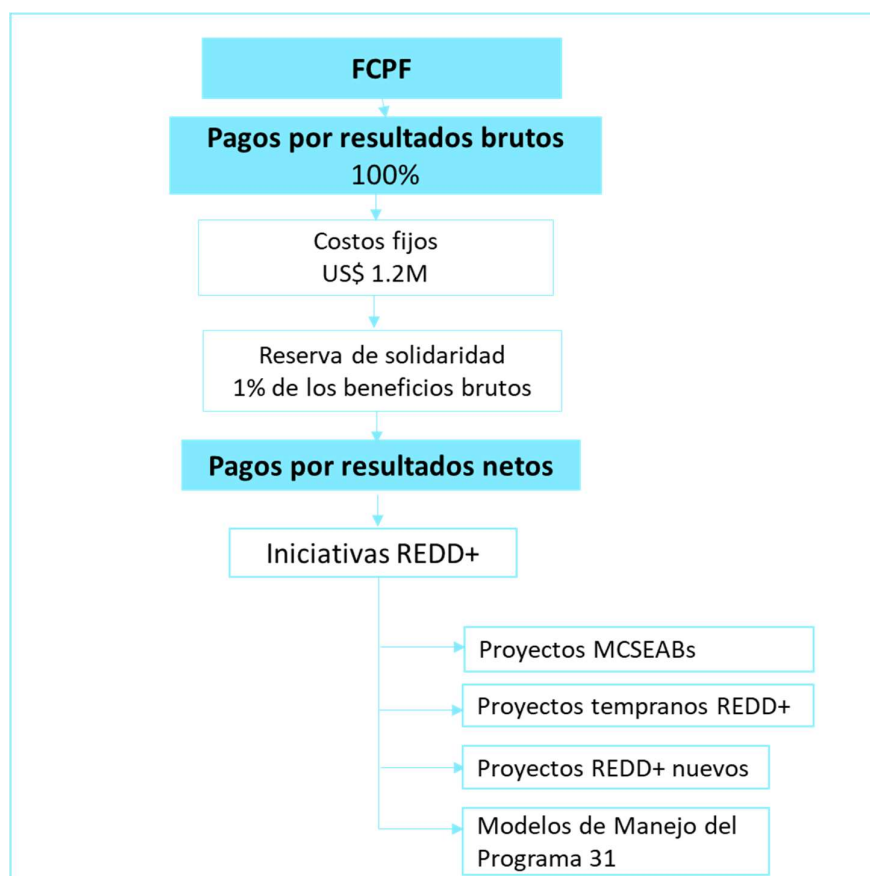 FCPF
Pagos por resultados brutos
100%
Costos fijos
US$ 1.2M
Reserva de solidaridad
1% de los beneficios brutos
Pagos por resultados netos
Iniciativas REDD+
Proyectos MCSEABs
Proyectos tempranos REDD+
Proyectos REDD+ nuevos
Modelos de Manejo del
Programa 31